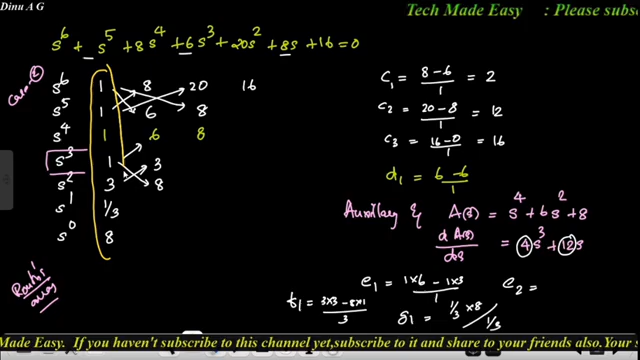 Dinu A G
Tech Made Easy : Please subs
s⁶ + s⁵ + 8s⁴ + 6s³ + 20s² + 8s + 16 = 0
Case-2
s⁶ 1 8 20 16
s⁵ 1 6 8
s⁴ 1 6 8
s³ 1 3
s² 3 8
s¹ 1/3
s⁰ 8
Routh's
array
C₁ = 8-6/1 = 2
C₂ = 20-8/1 = 12
C₃ = 16-0/1 = 16
d₁ = 6-6/1
Auxiliary Eq A(s) = s⁴ + 6s² + 8
dA(s)/ds = 4s³ + 12s
e₁ = 1×6 - 1×3/1 e₂ =
f₁ = 3×3 - 8×1/3 g₁ = 1/3 × 8 / 1/3
Made Easy. If you haven't subscribed to this channel yet,subscribe to it and share to your friends also.Your s